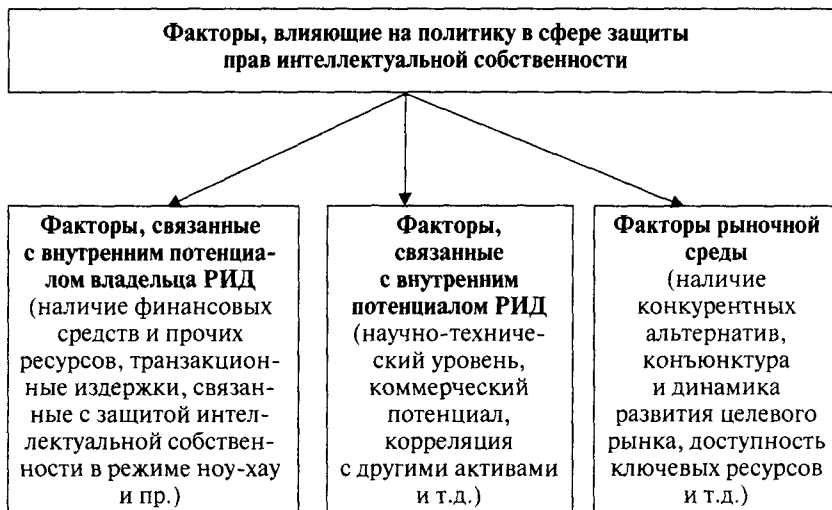 Факторы, влияющие на политику в сфере защиты
прав интеллектуальной собственности
Факторы, связанные
с внутренним потенциа-
лом владельца РИД
(наличие финансовых
средств и прочих
ресурсов, транзакцион-
ные издержки, связан-
ные с защитой интел-
лектуальной собствен-
ности в режиме ноу-хау
и пр.)
Факторы,
связанные
с внутренним
потенциалом РИД
(научно-техниче-
ский уровень,
коммерческий
потенциал,
корреляция
с другими активами
и т.д.)
Факторы рыночной
среды
(наличие
конкурентных
альтернатив,
конъюнктура
и динамика
развития целевого
рынка, доступность
ключевых ресурсов
и т.д.)